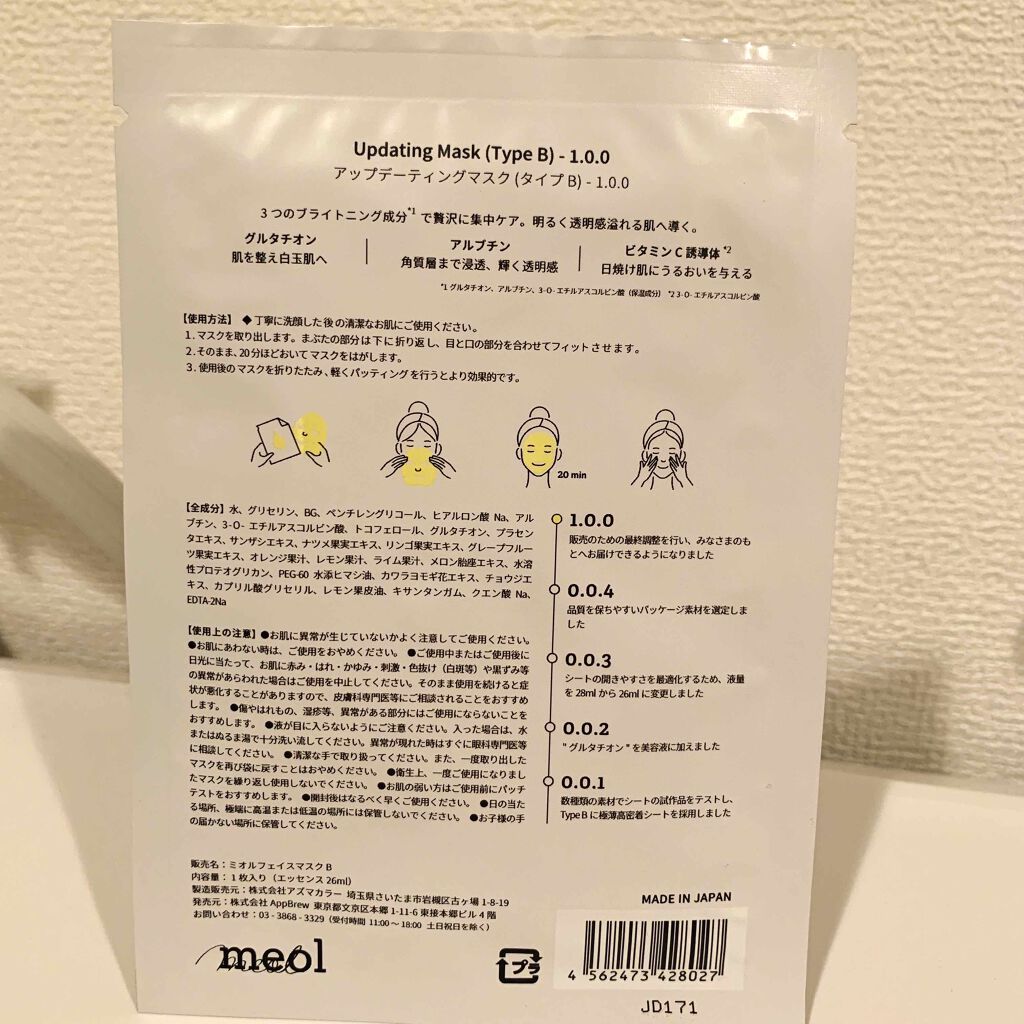 Updating Mask (Type B) - 1.0.0
アップデーティングマスク (タイプ B) - 1.0.0
3つのブライトニング成分*1 で贅沢に集中ケア。明るく透明感溢れる肌へ導く。
グルタチオン
肌を整え白玉肌へ
アルブチン
角質層まで浸透、輝く透明感
ビタミンC誘導体*2
日焼け肌にうるおいを与える
*1 グルタチオン、アルブチン、3-O-エチルアスコルビン酸（保湿成分） *2 3-O-エチルアスコルビン酸
【使用方法】 ◆丁寧に洗顔した後の清潔なお肌にご使用ください。
1.マスクを取り出します。まぶたの部分は下に折り返し、目と口の部分を合わせてフィットさせます。
2.そのまま、20分ほどおいてマスクをはがします。
3.使用後のマスクを折りたたみ、軽くパッティングを行うとより効果的です。
20 min
【全成分】水、グリセリン、BG、ペンチレングリコール、ヒアルロン酸 Na、アル
ブチン、3-O- エチルアスコルビン酸、トコフェロール、グルタチオン、プラセン
タエキス、サンザシエキス、ナツメ果実エキス、リンゴ果実エキス、グレープフルー
ツ果実エキス、オレンジ果汁、レモン果汁、ライム果汁、メロン胎座エキス、水溶
性プロテオグリカン、PEG-60 水添ヒマシ油、カワラヨモギ花エキス、チョウジエ
キス、カプリル酸グリセリル、レモン果皮油、キサンタンガム、クエン酸 Na、
EDTA-2Na
【使用上の注意】●お肌に異常が生じていないかよく注意してご使用ください。
●お肌にあわない時は、ご使用をおやめください。 ●ご使用中またはご使用後に
日光に当たって、お肌に赤み・はれ・かゆみ・刺激・色抜け（白斑等）や黒ずみ等
の異常があらわれた場合はご使用を中止してください。そのまま使用を続けると症
状が悪化することがありますので、皮膚科専門医等にご相談されることをおすすめ
します。 ●傷やはれもの、湿疹等、異常がある部分にはご使用にならないことを
おすすめします。 ●液が目に入らないようにご注意ください。入った場合は、水
またはぬるま湯で十分洗い流してください。異常が現れた時はすぐに眼科専門医等
に相談してください。 ●清潔な手で取り扱ってください。また、一度取り出した
マスクを再び袋に戻すことはおやめください。 ●衛生上、一度ご使用になりまし
たマスクを繰り返し使用しないでください。 ●お肌の弱い方はご使用前にパッチ
テストをおすすめします。 ●開封後はなるべく早くご使用ください。 ●日の当た
る場所、極端に高温または低温の場所には保管しないでください。 ●お子様の手
の届かない場所に保管してください。
1.0.0
販売のための最終調整を行い、みなさまのも
とへお届けできるようになりました
0.0.4
品質を保ちやすいパッケージ素材を選定しま
した
0.0.3
シートの開きやすさを最適化するため、液量
を 28ml から 26ml に変更しました
0.0.2
"グルタチオン"を美容液に加えました
0.0.1
数種類の素材でシートの試作品をテストし、
Type B に極薄高密着シートを採用しました
販売名：ミオルフェイスマスク B
内容量：1枚入り（エッセンス 26ml）
製造販売元：株式会社アズマカラー 埼玉県さいたま市岩槻区古ヶ場 1-8-19
発売元：株式会社 AppBrew 東京都文京区本郷 1-11-6 東接本郷ビル 4 階
お問い合わせ：03 - 3868 - 3329（受付時間 11:00〜18:00 土日祝日を除く）
meol
プラ
MADE IN JAPAN
4 562473 428027
JD171